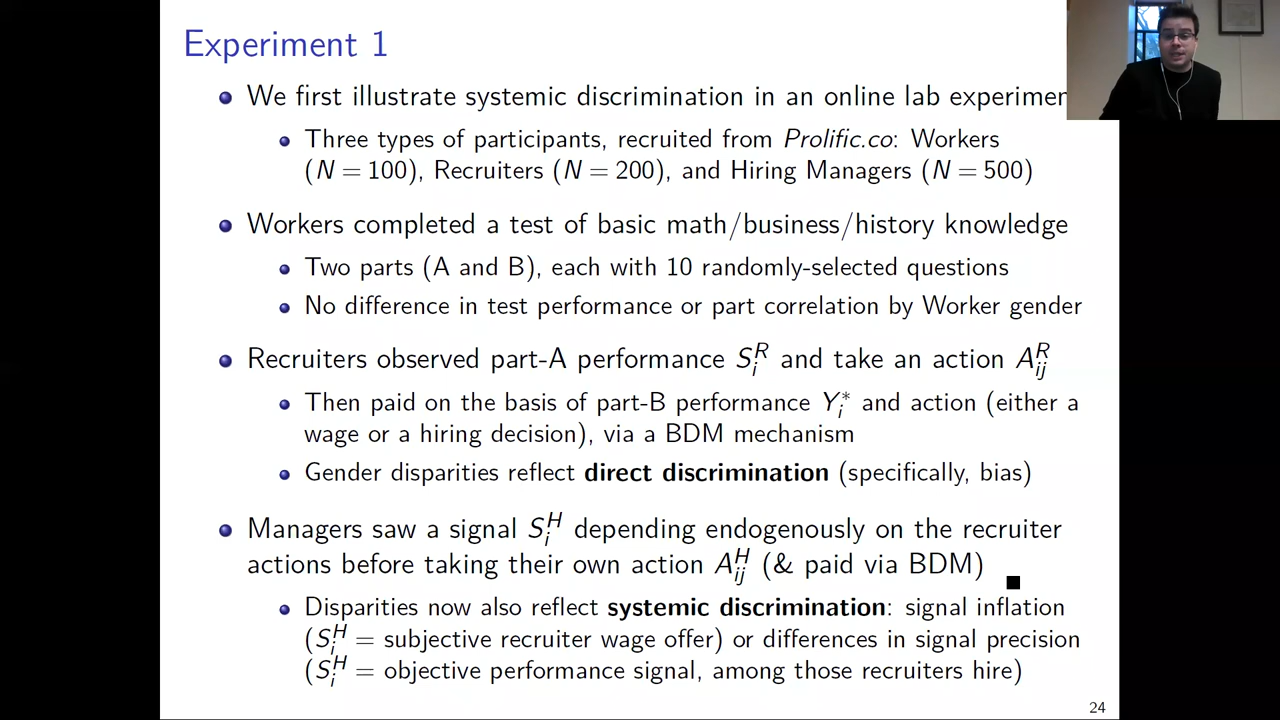 Experiment 1
We first illustrate systemic discrimination in an online lab experimen
Three types of participants, recruited from Prolific.co: Workers
(N = 100), Recruiters (N = 200), and Hiring Managers (N = 500)
Workers completed a test of basic math/business/history knowledge
Two parts (A and B), each with 10 randomly-selected questions
No difference in test performance or part correlation by Worker gender
Recruiters observed part-A performance S_i^R and take an action A_ij^R
Then paid on the basis of part-B performance Y_i^* and action (either a
wage or a hiring decision), via a BDM mechanism
Gender disparities reflect direct discrimination (specifically, bias)
Managers saw a signal S_i^H depending endogenously on the recruiter
actions before taking their own action A_ij^H (& paid via BDM)
Disparities now also reflect systemic discrimination: signal inflation
(S_i^H = subjective recruiter wage offer) or differences in signal precision
(S_i^H = objective performance signal, among those recruiters hire)
24